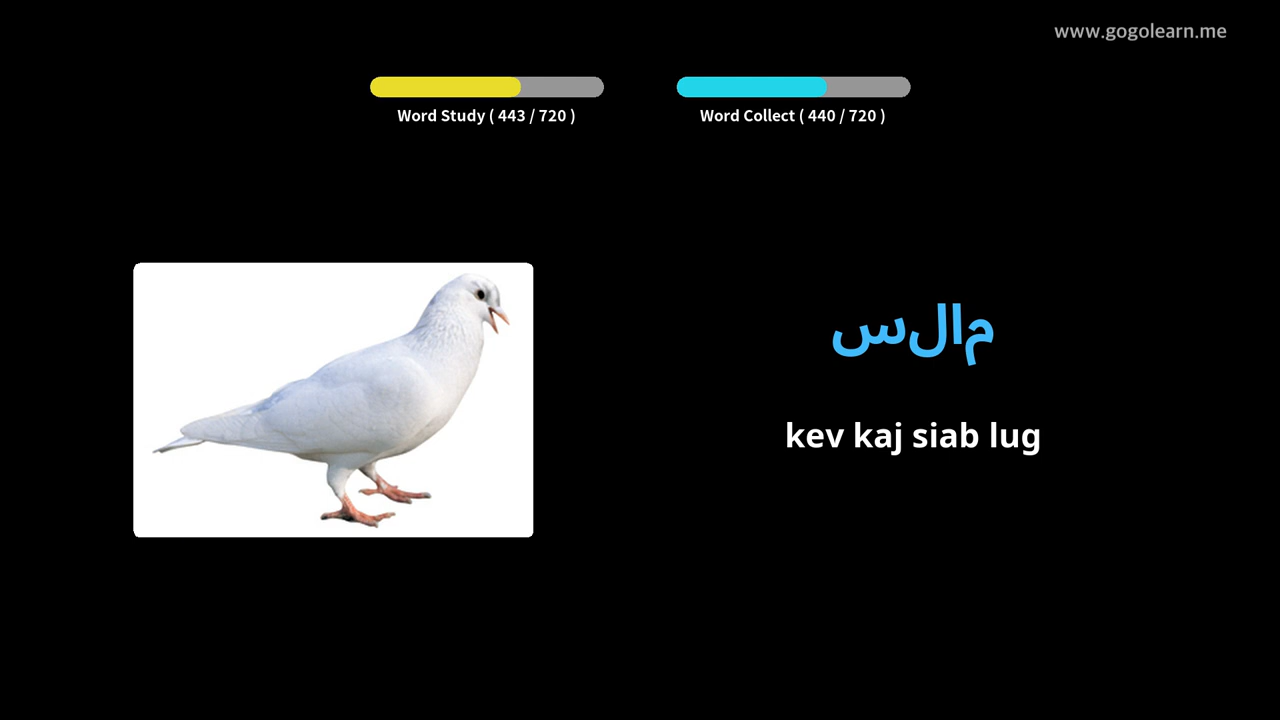 www.gogolearn.me
Word Study ( 443 / 720 )
Word Collect ( 440 / 720 )
سلام
kev kaj siab lug